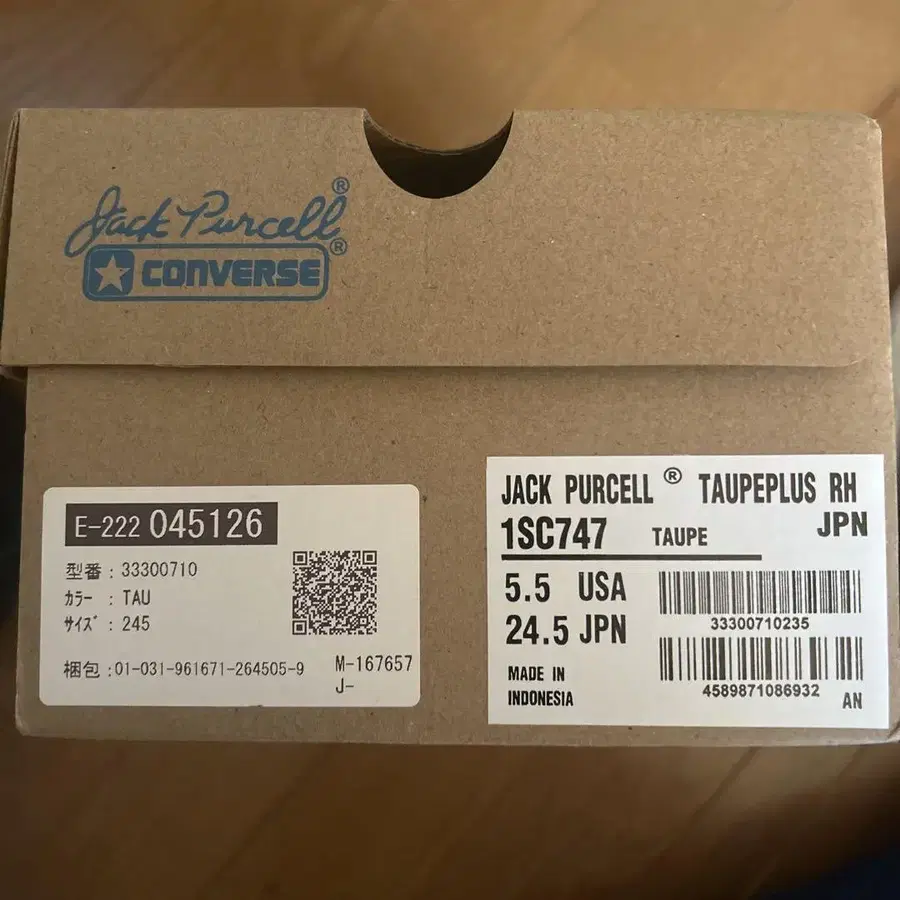 Jack Purcell®
CONVERSE®
E-222 045126
型番 : 33300710
ｶﾗｰ : TAU
ｻｲｽﾞ : 245
梱包 :01-031-961671-264505-9
M-167657
J-
JACK PURCELL® TAUPEPLUS RH
1SC747 TAUPE JPN
5.5 USA
24.5 JPN
MADE IN
INDONESIA
33300710235
4589871086932
AN